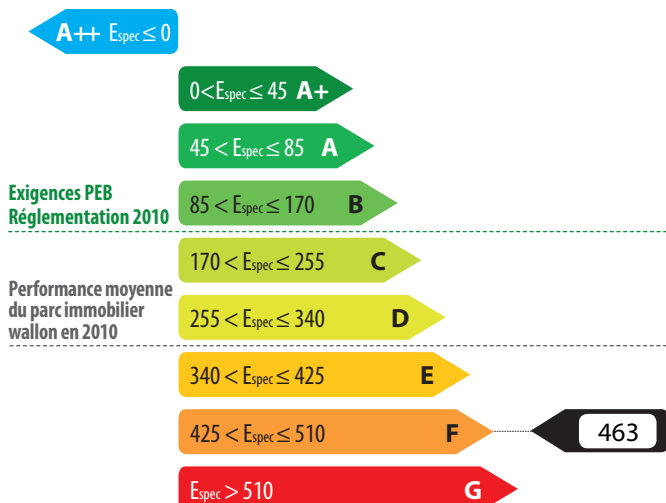 A++ Espec ≤ 0
0<Espec ≤ 45 A+
45 < Espec ≤ 85 A
Exigences PEB
Réglementation 2010
85 < Espec ≤ 170 B
170 < Espec ≤ 255 C
Performance moyenne
du parc immobilier
wallon en 2010
255 < Espec ≤ 340 D
340 < Espec ≤ 425 E
425 < Espec ≤ 510 F
463
Espec > 510 G